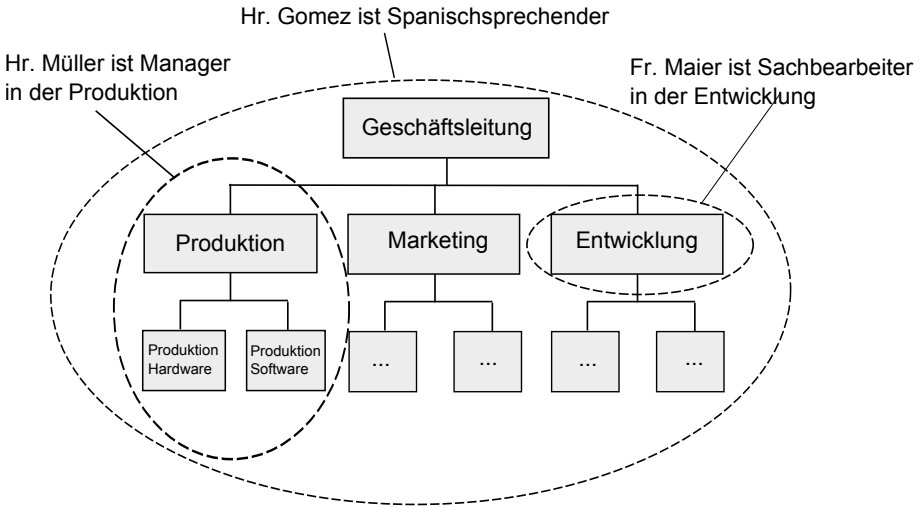 Hr. Gomez ist Spanischsprechender
Hr. Müller ist Manager
in der Produktion
Fr. Maier ist Sachbearbeiter
in der Entwicklung
Geschäftsleitung
Produktion
Marketing
Entwicklung
Produktion
Hardware
Produktion
Software
...
...
...
...